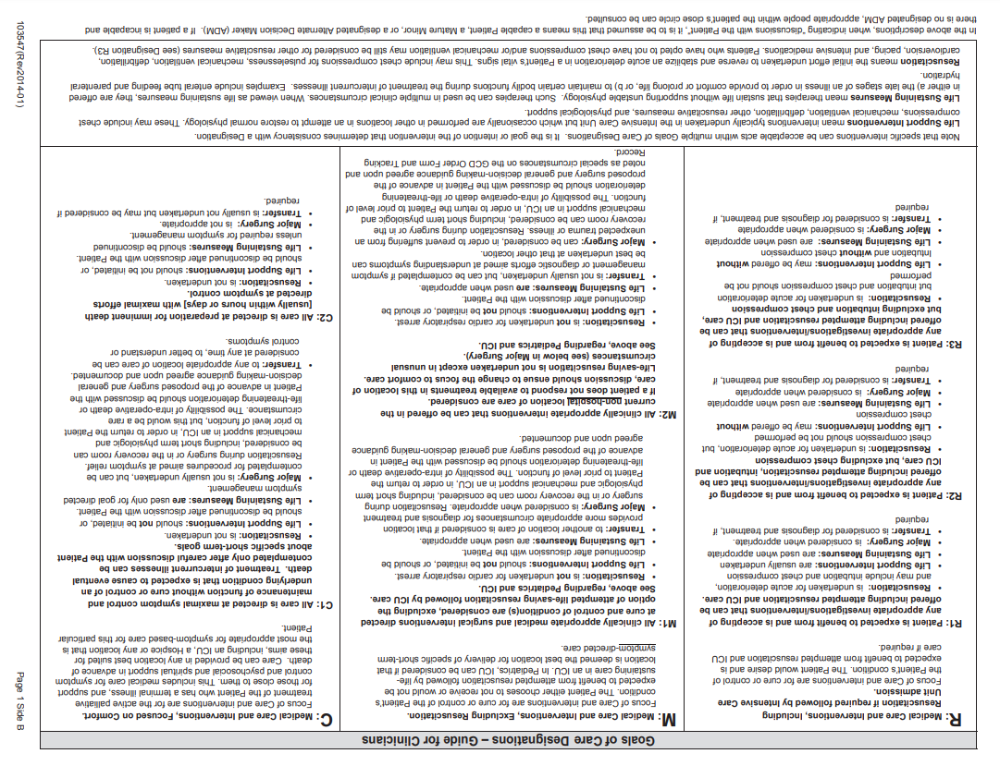 Goals of Care Designations – Guide for Clinicians
R: Medical Care and Interventions, Including
Resuscitation if required followed by Intensive Care
Unit admission.
Focus of Care and interventions are for cure or control of
the Patient's condition. The Patient would desire and is
expected to benefit from attempted resuscitation and ICU
care if required.
R1: Patient is expected to benefit from and is accepting of
any appropriate investigation/interventions that can be
offered including attempted resuscitation and ICU care.
• Resuscitation: is undertaken for acute deterioration,
and may include intubation and chest compression
• Life Support Interventions: are usually undertaken
• Life Sustaining Measures: are used when appropriate
• Major Surgery: is considered when appropriate.
• Transfer: is considered for diagnosis and treatment, if
required
R2: Patient is expected to benefit from and is accepting of
any appropriate investigation/interventions that can be
offered including attempted resuscitation, intubation and
ICU care, but excluding chest compression
• Resuscitation: is undertaken for acute deterioration, but
chest compression should not be performed
• Life Support Interventions: may be offered without
chest compression
• Life Sustaining Measures: are used when appropriate
• Major Surgery: is considered when appropriate
• Transfer: is considered for diagnosis and treatment, if
required
R3: Patient is expected to benefit from and is accepting of
any appropriate investigation/interventions that can be
offered including attempted resuscitation and ICU care,
but excluding intubation and chest compression
• Resuscitation: is undertaken for acute deterioration
but intubation and chest compression should not be
performed
• Life Support Interventions: may be offered without
intubation and without chest compression
• Life Sustaining Measures: are used when appropriate
• Major Surgery: is considered when appropriate
• Transfer: is considered for diagnosis and treatment, if
required
M: Medical Care and Interventions, Excluding Resuscitation.
Focus of Care and interventions are for cure or control of the Patient's
condition. The Patient either chooses to not receive or would not be
expected to benefit from attempted resuscitation followed by life-
sustaining care in an ICU. In Pediatrics, ICU can be considered if that
location is deemed the best location for delivery of specific short-term
symptom-directed care.
M1: All clinically appropriate medical and surgical interventions directed
at cure and control of condition(s) are considered, excluding the
option of attempted life-saving resuscitation followed by ICU care.
See above, regarding Pediatrics and ICU.
• Resuscitation: is not undertaken for cardio respiratory arrest.
• Life Support Interventions: should not be initiated, or should be
discontinued after discussion with the Patient.
• Life Sustaining Measures: are used when appropriate.
• Transfer: to another location of care is considered if that location
provides more appropriate circumstances for diagnosis and treatment
• Major Surgery: is considered when appropriate. Resuscitation during
surgery or in the recovery room can be considered, including short term
physiologic and mechanical support in an ICU, in order to return the
Patient to prior level of function. The possibility of intra-operative death or
life-threatening deterioration should be discussed with the Patient in
advance of the proposed surgery and general decision-making guidance
agreed upon and documented.
M2: All clinically appropriate interventions that can be offered in the
current non-hospital location of care are considered.
If a patient does not respond to available treatments in this location of
care, discussion should ensue to change the focus to comfort care.
Life-saving resuscitation is not undertaken except in unusual
circumstances (see below in Major Surgery).
See above, regarding Pediatrics and ICU.
• Resuscitation: is not undertaken for cardio respiratory arrest.
• Life Support Interventions: should not be initiated, or should be
discontinued after discussion with the Patient.
• Life Sustaining Measures: are used when appropriate.
• Transfer: is not usually undertaken, but can be contemplated if symptom
management or diagnostic efforts aimed at understanding symptoms can
be best undertaken at that other location.
• Major Surgery: can be considered, in order to prevent suffering from an
unexpected trauma or illness. Resuscitation during surgery or in the
recovery room can be considered, including short term physiologic and
mechanical support in an ICU, in order to return the Patient to prior level of
function. The possibility of intra-operative death or life-threatening
deterioration should be discussed with the Patient in advance of the
proposed surgery and general decision-making guidance agreed upon and
noted as special circumstances on the GCD Order Form and Tracking
Record.
C: Medical Care and Interventions, Focused on Comfort.
Focus of Care and interventions are for the active palliative
treatment of the Patient who has a terminal illness, and support
for those close to them. This includes medical care for symptom
control and psychosocial and spiritual support in advance of
death. Care can be provided in any location best suited for
these aims, including an ICU, a Hospice or any location that is
the most appropriate for symptom-based care for this particular
Patient.
C1: All care is directed at maximal symptom control and
maintenance of function without cure or control of an
underlying condition that is expected to cause eventual
death. Treatment of intercurrent illnesses can be
contemplated only after careful discussion with the Patient
about specific short-term goals.
• Resuscitation: is not undertaken.
• Life Support Interventions: should not be initiated, or
should be discontinued after discussion with the Patient.
• Life Sustaining Measures: are used only for goal directed
symptom management.
• Major Surgery: is not usually undertaken, but can be
contemplated for procedures aimed at symptom relief.
Resuscitation during surgery or in the recovery room can
be considered, including short term physiologic and
mechanical support in an ICU, in order to return the Patient
to prior level of function, but this would be a rare
circumstance. The possibility of intra-operative death or
life-threatening deterioration should be discussed with the
Patient in advance of the proposed surgery and general
decision-making guidance agreed upon and documented.
• Transfer: to any appropriate location of care can be
considered at any time, to better understand or
control symptoms.
C2: All care is directed at preparation for imminent death
[usually within hours or days] with maximal efforts
directed at symptom control.
• Resuscitation: is not undertaken.
• Life Support Interventions: should not be initiated, or
should be discontinued after discussion with the Patient.
• Life Sustaining Measures: should be discontinued
unless required for symptom management.
• Major Surgery: is not appropriate.
• Transfer: is usually not undertaken but may be considered if
required.
Note that specific interventions can be acceptable acts within multiple Goals of Care Designations. It is the goal or intention of the intervention that determines consistency with a Designation.
Life Support Interventions mean interventions typically undertaken in the Intensive Care Unit but which occasionally are performed in other locations in an attempt to restore normal physiology. These may include chest
compressions, mechanical ventilation, defibrillation, other resuscitative measures, and physiological support.
Life Sustaining Measures mean therapies that sustain life without supporting unstable physiology. Such therapies can be used in multiple clinical circumstances. When viewed as life sustaining measures, they are offered
in either a) the late stages of an illness in order to provide comfort or prolong life, or b) to maintain certain bodily functions during the treatment of intercurrent illnesses. Examples include enteral tube feeding and parenteral
hydration.
Resuscitation means the initial effort undertaken to reverse and stabilize an acute deterioration in a Patient's vital signs. This may include chest compressions for pulselessness, mechanical ventilation, defibrillation,
cardioversion, pacing, and intensive medications. Patients who have opted to not have chest compressions and/or mechanical ventilation may still be considered for other resuscitative measures (see Designation R3).
In the above descriptions, when indicating "discussions with the Patient", it is to be assumed that this means a capable Patient, a Mature Minor, or a designated Alternate Decision Maker (ADM). If a patient is incapable and
there is no designated ADM, appropriate people within the patient's close circle can be consulted.
103547(Rev2014-01)
Page 1 Side B